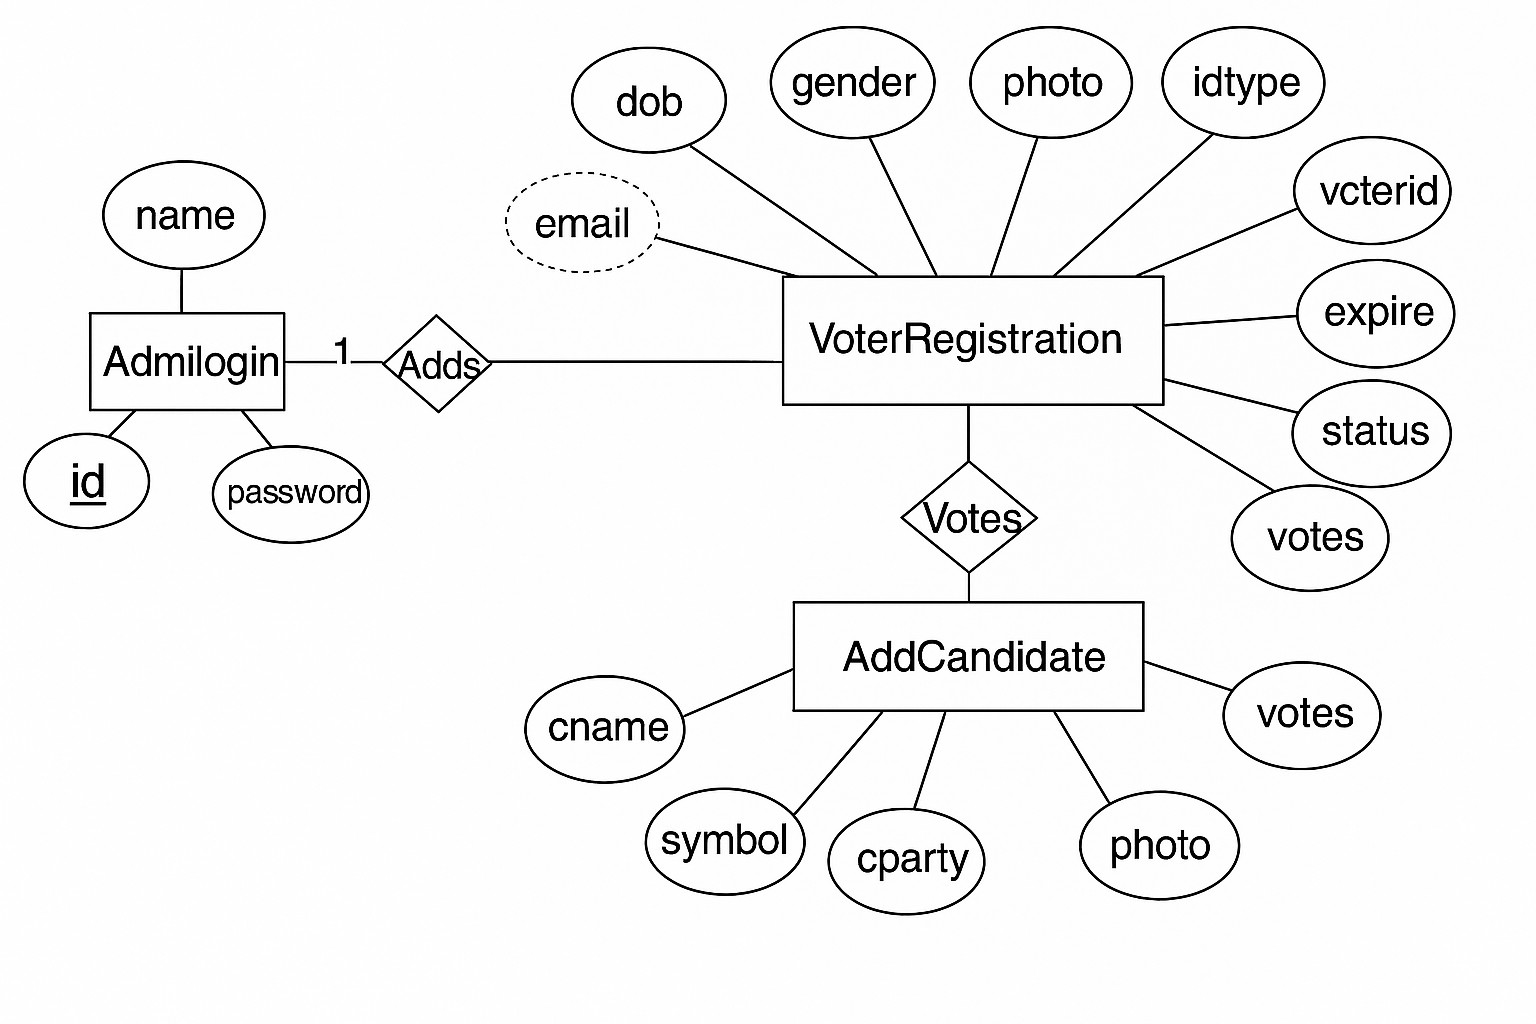 gender
photo
idtype
dob
vcterid
name
email
expire
VoterRegistration
1
Admilogin
Adds
status
id
password
Votes
votes
AddCandidate
votes
cname
symbol
cparty
photo